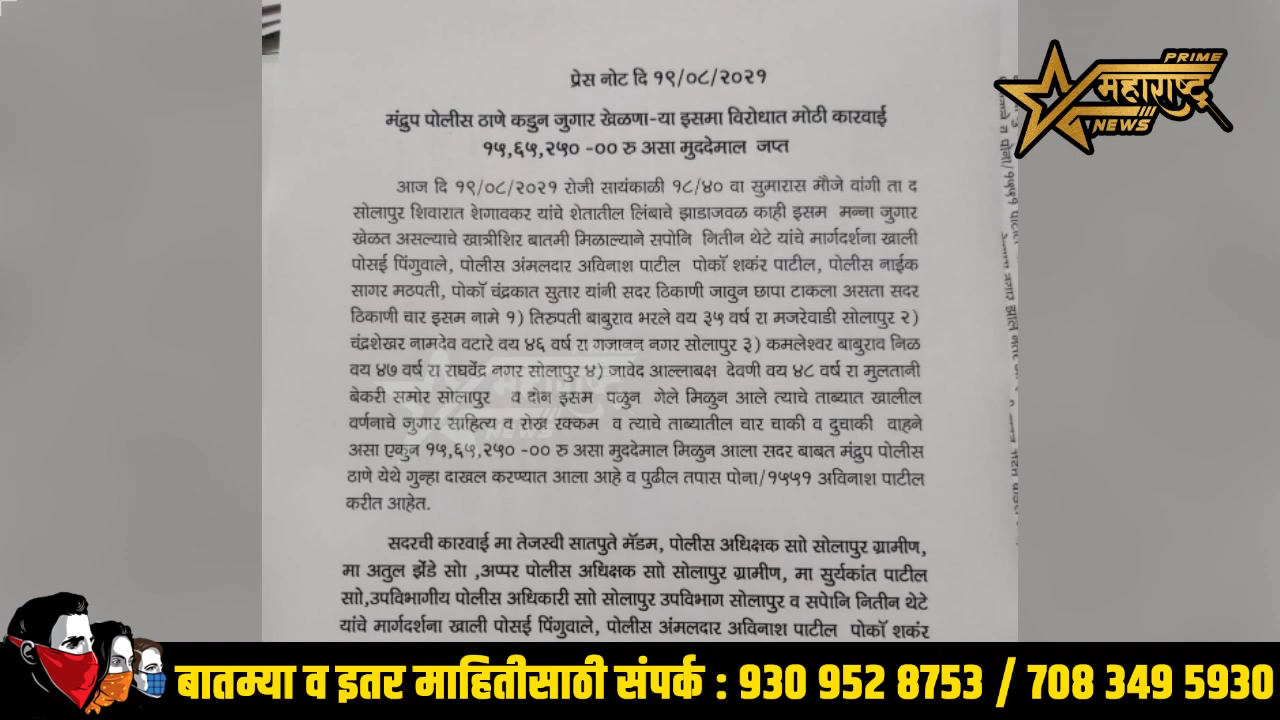 PRIME
महाराष्ट्र
NEWS
प्रेस नोट दि १९/०८/२०२१
मंद्रुप पोलीस ठाणे कडुन जुगार खेळणा-या इसमा विरोधात मोठी कारवाई
१५,६५,२५० -०० रु असा मुददेमाल जप्त
आज दि १९/०८/२०२१ रोजी सायंकाळी १८/४० वा सुमारास मौजे वांगी ता द
सोलापुर शिवारात शेगावकर यांचे शेतातील लिंबाचे झाडाजवळ काही इसम मन्ना जुगार
खेळत असल्याचे खात्रीशिर बातमी मिळाल्याने सपोनि नितीन थेटे यांचे मार्गदर्शना खाली
पोसई पिंगुवाले, पोलीस अंमलदार अविनाश पाटील पोकॉ शकंर पाटील, पोलीस नाईक
सागर मठपती, पोकॉ चंद्रकात सुतार यांनी सदर ठिकाणी जावुन छापा टाकला असता सदर
ठिकाणी चार इसम नामे १) तिरुपती बाबुराव भरले वय ३५ वर्ष रा मजरेवाडी सोलापुर २)
चंद्रशेखर नामदेव वटारे वय ४६ वर्ष रा गजानन नगर सोलापुर ३) कमलेश्वर बाबुराव निळ
वय ४७ वर्ष रा राघवेंद्र नगर सोलापुर ४) जावेद आल्लाबक्ष देवणी वय ४८ वर्ष रा मुलतानी
बेकरी समोर सोलापुर व दोन इसम पळुन गेले मिळुन आले त्याचे ताब्यात खालील
वर्णनाचे जुगार साहित्य व रोख रक्कम व त्याचे ताब्यातील चार चाकी व दुचाकी वाहने
असा एकुन १५,६५,२५० -०० रु असा मुददेमाल मिळुन आला सदर बाबत मंद्रुप पोलीस
ठाणे येथे गुन्हा दाखल करण्यात आला आहे व पुढील तपास पोना/१५५१ अविनाश पाटील
करीत आहेत.
सदरची कारवाई मा तेजस्वी सातपुते मॅडम, पोलीस अधिक्षक सो सोलापुर ग्रामीण,
मा अतुल झेंडे सो ,अप्पर पोलीस अधिक्षक सो सोलापुर ग्रामीण, मा सुर्यकांत पाटील
सो,उपविभागीय पोलीस अधिकारी सो सोलापुर उपविभाग सोलापुर व सपोनि नितीन थेटे
यांचे मार्गदर्शना खाली पोसई पिंगुवाले, पोलीस अंमलदार अविनाश पाटील पोकॉ शकंर
बातम्या व इतर माहितीसाठी संपर्क : 930 952 8753 / 708 349 5930